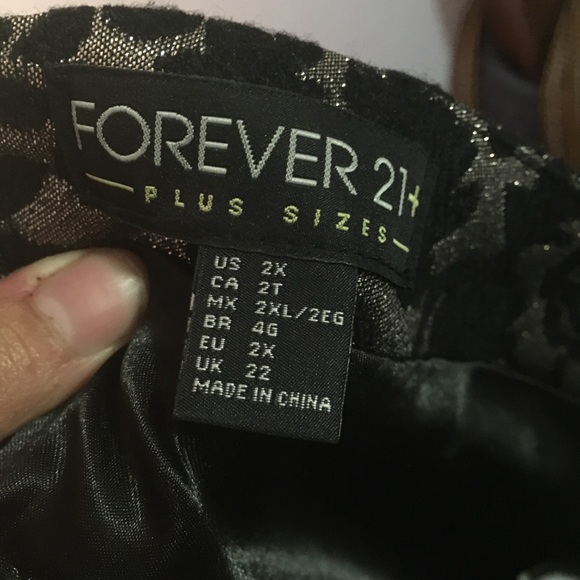 FOREVER 21+
PLUS SIZES
US 2X
CA 2T
MX 2XL/2EG
BR 4G
EU 2X
UK 22
MADE IN CHINA